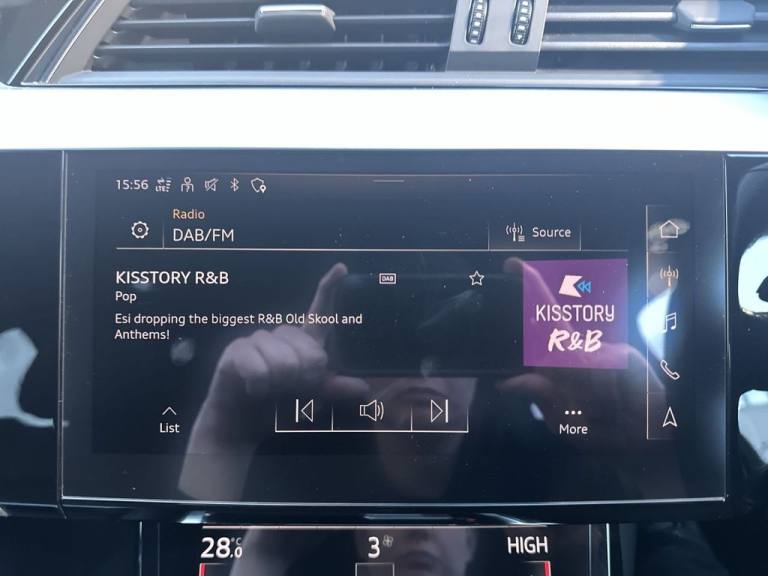 15:56 LTE
Radio
DAB/FM
Source
KISSTORY R&B
DAB
Pop
Esi dropping the biggest R&B Old Skool and
Anthems!
KISSTORY
R&B
List
More
28.0 °C
3
HIGH